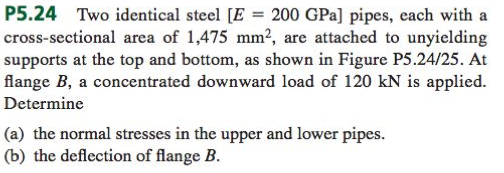 P5.24 Two identical steel [E = 200 GPa] pipes, each with a
cross-sectional area of 1,475 mm², are attached to unyielding
supports at the top and bottom, as shown in Figure P5.24/25. At
flange B, a concentrated downward load of 120 kN is applied.
Determine
(a) the normal stresses in the upper and lower pipes.
(b) the deflection of flange B.